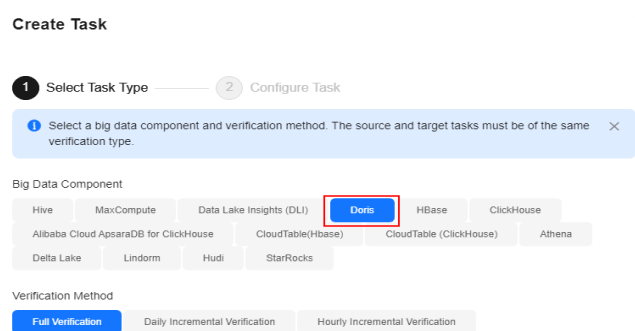 Create Task
1 Select Task Type 2 Configure Task
Select a big data component and verification method. The source and target tasks must be of the same
verification type.
Big Data Component
Hive MaxCompute Data Lake Insights (DLI) Doris HBase ClickHouse
Alibaba Cloud ApsaraDB for ClickHouse CloudTable(Hbase) CloudTable (ClickHouse) Athena
Delta Lake Lindorm Hudi StarRocks
Verification Method
Full Verification Daily Incremental Verification Hourly Incremental Verification